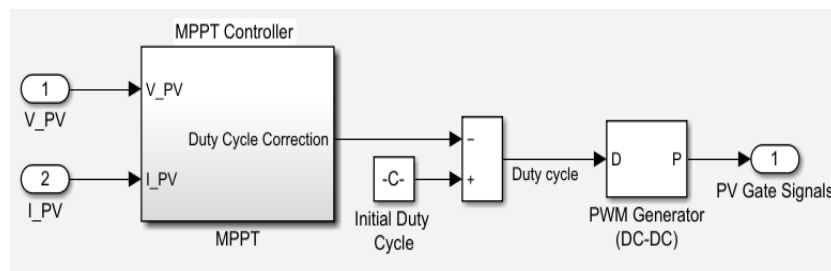 MPPT Controller
1
V_PV
V_PV
Duty Cycle Correction
−
2
I_PV
I_PV
-C-
+
Duty cycle
D
P
1
PV Gate Signals
Initial Duty
Cycle
MPPT
PWM Generator
(DC-DC)